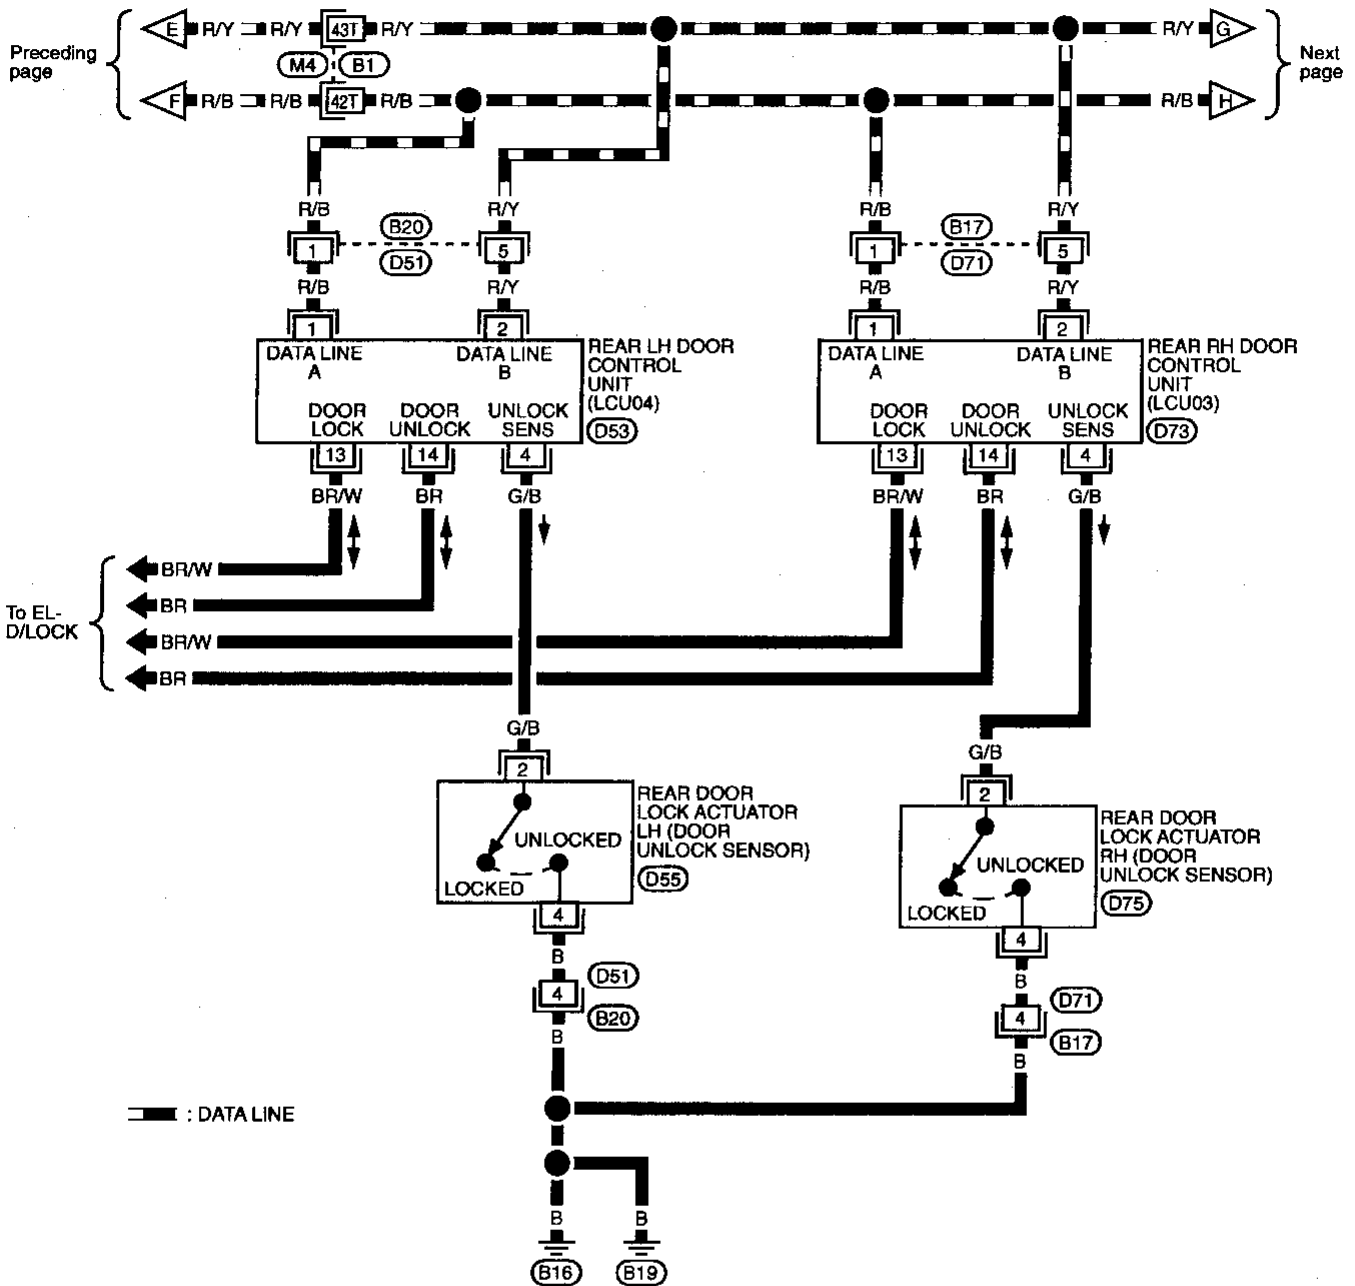 Preceding
page
E R/Y R/Y 43T R/Y R/Y G
M4 B1
F R/B R/B 42T R/B R/B H
Next
page
R/B R/Y R/B R/Y
B20 B17
1 5 1 5
D51 D71
R/B R/Y R/B R/Y
1 2 1 2
DATA LINE
A
DATA LINE
B
DOOR
LOCK
DOOR
UNLOCK
UNLOCK
SENS
REAR LH DOOR
CONTROL
UNIT
(LCU04)
D53
DATA LINE
A
DATA LINE
B
DOOR
LOCK
DOOR
UNLOCK
UNLOCK
SENS
REAR RH DOOR
CONTROL
UNIT
(LCU03)
D73
13 14 4 13 14 4
BR/W BR G/B BR/W BR G/B
To EL-
D/LOCK
BR/W
BR
BR/W
BR
G/B
2
UNLOCKED
LOCKED
REAR DOOR
LOCK ACTUATOR
LH (DOOR
UNLOCK SENSOR)
D55
4
B
4
D51
B20
B
G/B
2
UNLOCKED
LOCKED
REAR DOOR
LOCK ACTUATOR
RH (DOOR
UNLOCK SENSOR)
D75
4
B
4
D71
B17
B
: DATA LINE
B B
B16 B19